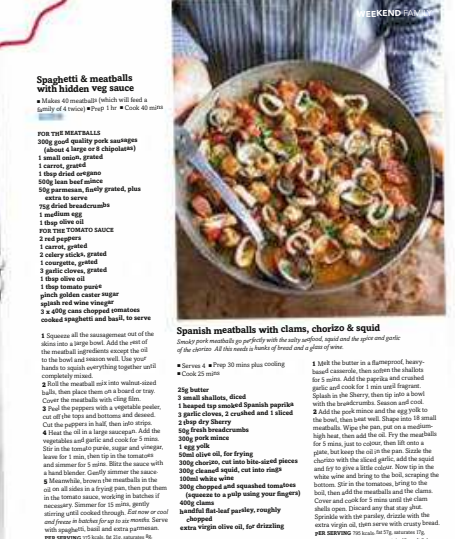 WEEKEND FAMILY
Spaghetti & meatballs
with hidden veg sauce
Makes 40 meatballs (which will feed a
family of 4 twice) Prep 1 hr Cook 40 mins
FOR THE MEATBALLS
300g good quality pork sausages
(about 4 large or 8 chipolatas)
1 small onion, grated
1 carrot, grated
1 tbsp dried oregano
500g lean beef mince
50g parmesan, finely grated, plus
extra to serve
75g dried breadcrumbs
1 medium egg
1 tbsp olive oil
FOR THE TOMATO SAUCE
2 red peppers
1 carrot, grated
2 celery sticks, grated
1 courgette, grated
3 garlic cloves, grated
1 tbsp olive oil
1 tbsp tomato purée
pinch golden caster sugar
splash red wine vinegar
3 x 400g cans chopped tomatoes
cooked spaghetti and basil, to serve
1 Squeeze all the sausagemeat out of the
skins into a large bowl. Add the rest of
the meatball ingredients except the oil
to the bowl and season well. Use your
hands to squish everything together until
completely mixed.
2 Roll the meatball mix into walnut-sized
balls, then place them on a board or tray.
Cover the meatballs with cling film.
3 Peel the peppers with a vegetable peeler,
cut off the tops and bottoms and deseed.
Cut the peppers in half, then into strips.
4 Heat the oil in a large saucepan. Add the
vegetables and garlic and cook for 5 mins.
Stir in the tomato purée, sugar and vinegar,
leave for 1 min, then tip in the tomatoes
and simmer for 5 mins. Blitz the sauce with
a hand blender. Gently simmer the sauce.
5 Meanwhile, brown the meatballs in the
oil on all sides in a frying pan, then put them
in the tomato sauce, working in batches if
necessary. Simmer for 15 mins, gently
stirring until cooked through. Eat now or cool
and freeze in batches for up to six months. Serve
with spaghetti, basil and extra parmesan.
PER SERVING
Spanish meatballs with clams, chorizo & squid
Smoky pork meatballs go perfectly with the salty seafood, squid and the spice and garlic
of the chorizo. All this needs is hunks of bread and a glass of wine.
Serves 4 Prep 30 mins plus cooling
Cook 25 mins
25g butter
3 small shallots, diced
1 heaped tsp smoked Spanish paprika
3 garlic cloves, 2 crushed and 1 sliced
2 tbsp dry Sherry
50g fresh breadcrumbs
300g pork mince
1 egg yolk
50ml olive oil, for frying
300g chorizo, cut into bite-sized pieces
300g cleaned squid, cut into rings
100ml white wine
300g chopped and squashed tomatoes
(squeeze to a pulp using your fingers)
400g clams
handful flat-leaf parsley, roughly
chopped
extra virgin olive oil, for drizzling
1 Melt the butter in a flameproof, heavy-
based casserole, then soften the shallots
for 5 mins. Add the paprika and crushed
garlic and cook for 1 min until fragrant.
Splash in the Sherry, then tip into a bowl
with the breadcrumbs. Season and cool.
2 Add the pork mince and the egg yolk to
the bowl, then beat well. Shape into 18 small
meatballs. Wipe the pan, put on a medium-
high heat, then add the oil. Fry the meatballs
for 5 mins, just to colour, then lift onto a
plate, but keep the oil in the pan. Sizzle the
chorizo with the sliced garlic, add the squid
and fry to give a little colour. Now tip in the
white wine and bring to the boil, scraping the
bottom. Stir in the tomatoes, bring to the
boil, then add the meatballs and the clams.
Cover and cook for 5 mins until the clam
shells open. Discard any that stay shut.
Sprinkle with the parsley, drizzle with the
extra virgin oil, then serve with crusty bread.
PER SERVING 795 kcals, fat 57g, saturates 17g,